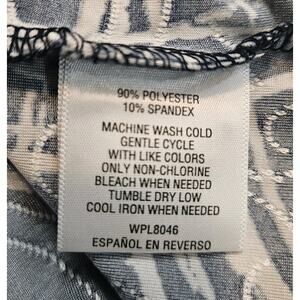 90% POLYESTER
10% SPANDEX
MACHINE WASH COLD
GENTLE CYCLE
WITH LIKE COLORS
ONLY NON-CHLORINE
BLEACH WHEN NEEDED
TUMBLE DRY LOW
COOL IRON WHEN NEEDED
WPL8046
ESPAÑOL EN REVERSO